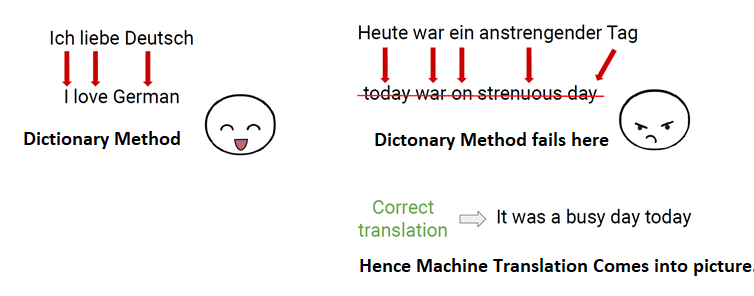 Ich liebe Deutsch
I love German
Dictionary Method
Heute war ein anstrengender Tag
today war on strenuous day
Dictonary Method fails here
Correct
translation
It was a busy day today
Hence Machine Translation Comes into picture.